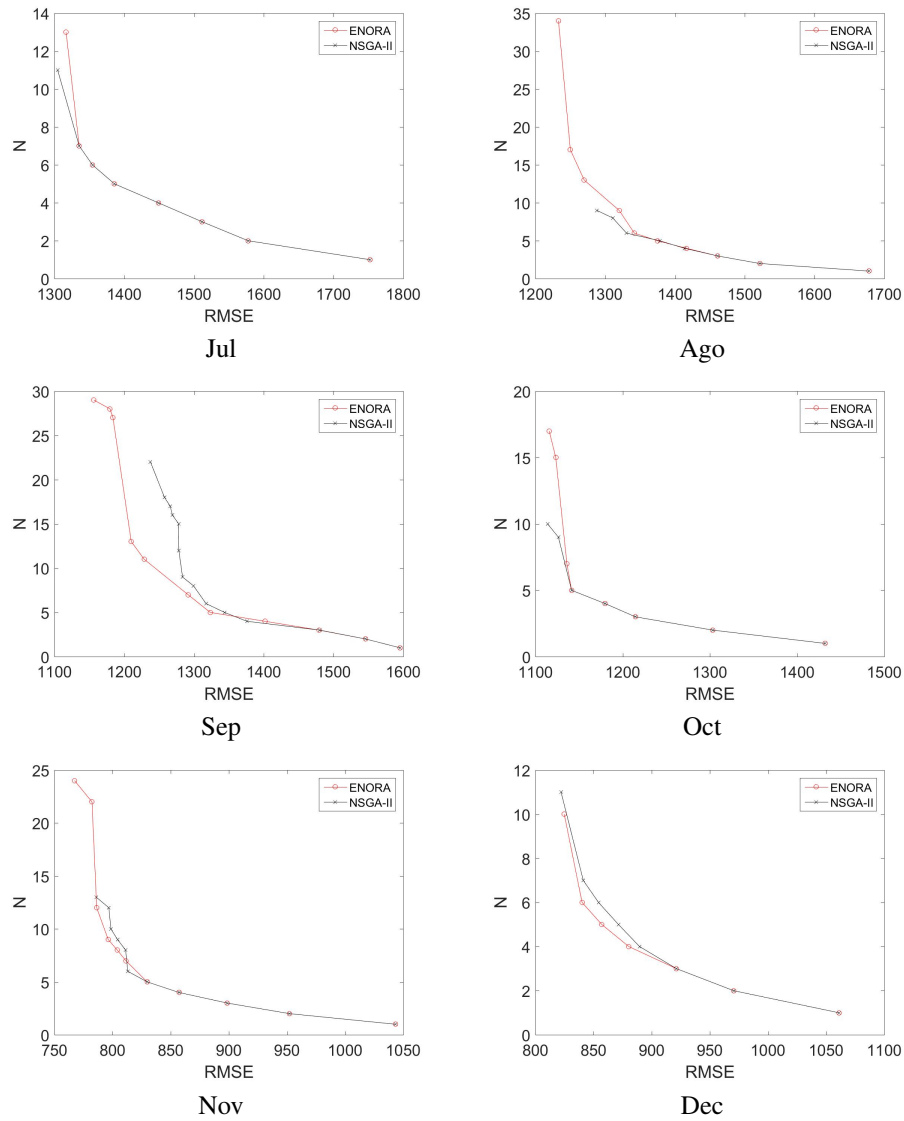 14
12
10
8
6
4
2
0
N
ENORA
NSGA-II
1300 1400 1500 1600 1700 1800
RMSE
Jul
35
30
25
20
15
10
5
0
N
ENORA
NSGA-II
1200 1300 1400 1500 1600 1700
RMSE
Ago
30
25
20
15
10
5
0
N
ENORA
NSGA-II
1100 1200 1300 1400 1500 1600
RMSE
Sep
20
15
10
5
0
N
ENORA
NSGA-II
1100 1200 1300 1400 1500
RMSE
Oct
25
20
15
10
5
0
N
ENORA
NSGA-II
750 800 850 900 950 1000 1050
RMSE
Nov
12
10
8
6
4
2
0
N
ENORA
NSGA-II
800 850 900 950 1000 1050 1100
RMSE
Dec